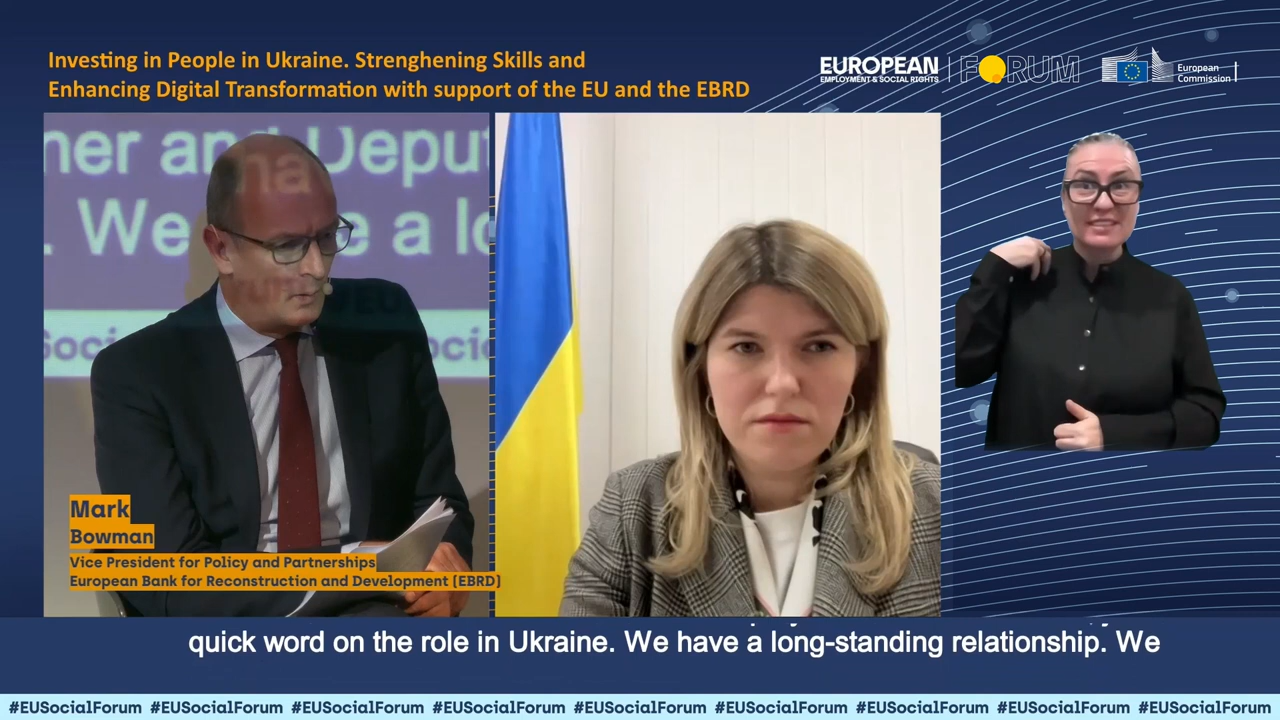 Investing in People in Ukraine. Strenghening Skills and
Enhancing Digital Transformation with support of the EU and the EBRD
EUROPEAN
EMPLOYMENT & SOCIAL RIGHTS
FORUM
European
Commission
. We a lo
Mark
Bowman
Vice President for Policy and Partnerships
European Bank for Reconstruction and Development (EBRD)
quick word on the role in Ukraine. We have a long-standing relationship. We
#EUSocialForum #EUSocialForum #EUSocialForum #EUSocialForum #EUSocialForum #EUSocialForum #EUSocialForum #EUSocialForum #EUSocialForum